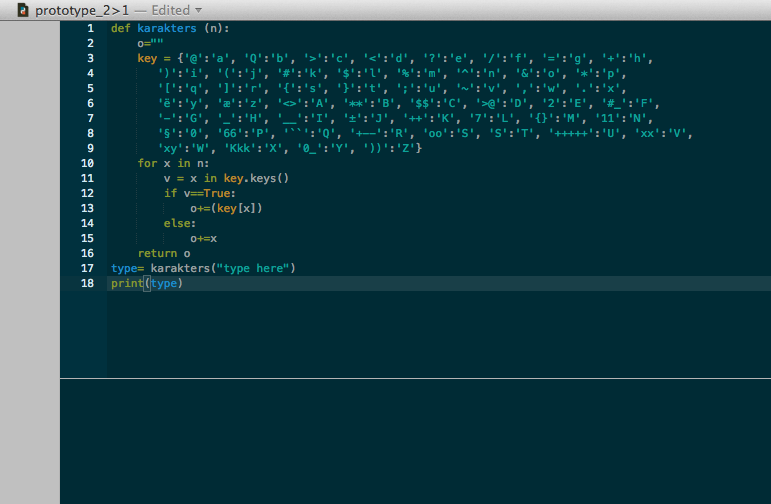 prototype_2>1 — Edited
1 def karakters (n):
2 o=""
3 key = {'@':'a', 'Q':'b', '>':'c', '<':'d', '?':'e', '/':'f', '=':'g', '+':'h',
4 ')':'i', '(':'j', '#':'k', '$':'l', '%':'m', '^':'n', '&':'o', '*':'p',
5 '[':'q', ']':'r', '{':'s', '}':'t', ';':'u', '~':'v', ',':'w', '.':'x',
6 'ë':'y', 'æ':'z', '<>':'A', '**':'B', '$$':'C', '>@':'D', '2':'E', '#_':'F',
7 '-':'G', '_':'H', '__':'I', '±':'J', '++':'K', '7':'L', '{}':'M', '11':'N',
8 '§':'0', '66':'P', '``':'Q', '+--':'R', 'oo':'S', 'S':'T', '+++++':'U', 'xx':'V',
9 'xy':'W', 'Kkk':'X', '0_':'Y', '))':'Z'}
10 for x in n:
11 v = x in key.keys()
12 if v==True:
13 o+=(key[x])
14 else:
15 o+=x
16 return o
17 type= karakters("type here")
18 print(type)